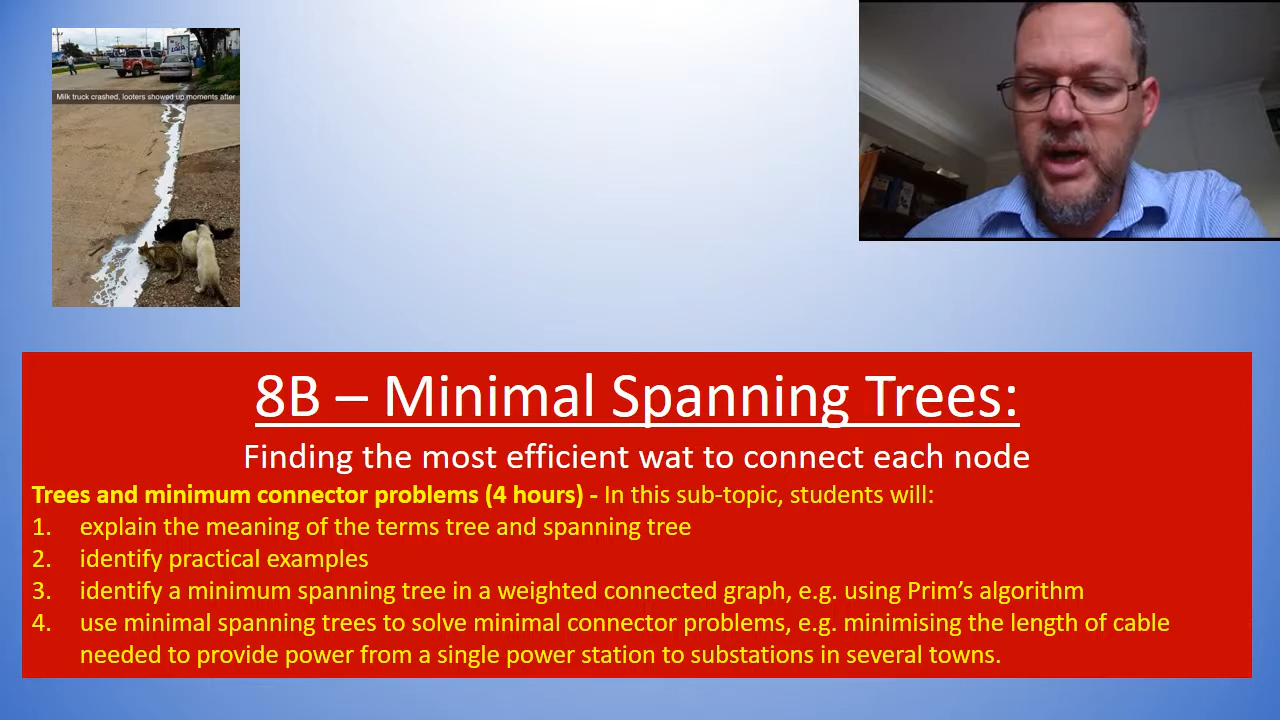 Milk truck crashed, looters showed up moments after
8B – Minimal Spanning Trees:
Finding the most efficient wat to connect each node
Trees and minimum connector problems (4 hours) - In this sub-topic, students will:
1. explain the meaning of the terms tree and spanning tree
2. identify practical examples
3. identify a minimum spanning tree in a weighted connected graph, e.g. using Prim’s algorithm
4. use minimal spanning trees to solve minimal connector problems, e.g. minimising the length of cable
needed to provide power from a single power station to substations in several towns.